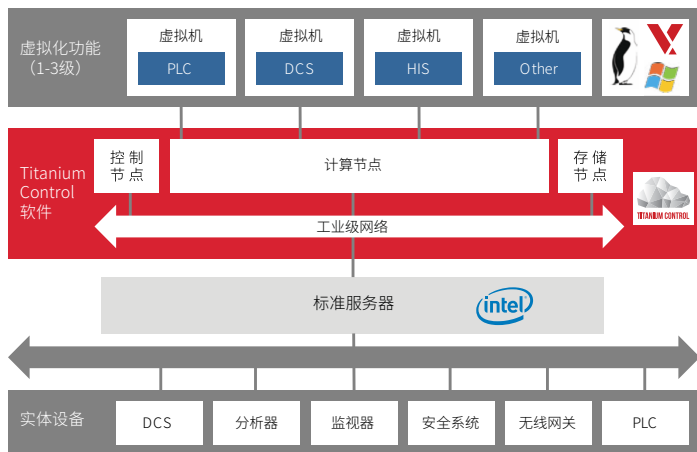 虚拟化功能
（1-3级）
虚拟机
PLC
虚拟机
DCS
虚拟机
HIS
虚拟机
Other
Titanium
Control
软件
控 制
节 点
计算节点
存 储
节 点
TITANIUM CONTROL
工业级网络
标准服务器
intel
实体设备
DCS
分析器
监视器
安全系统
无线网关
PLC